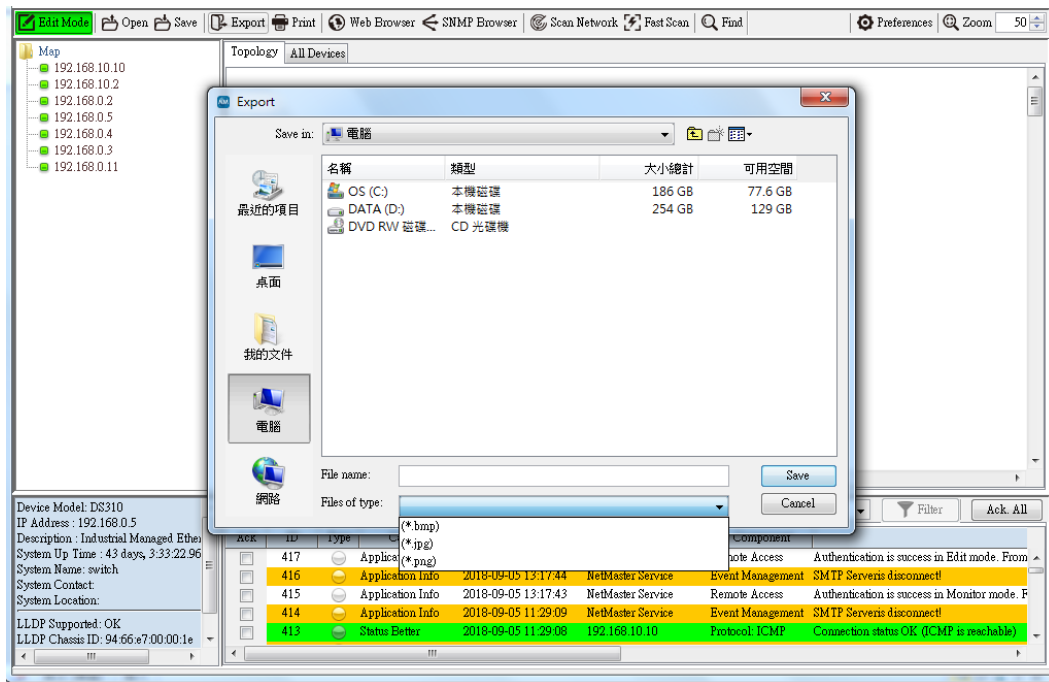 Edit Mode Open Save Export Print Web Browser SNMP Browser Scan Network Fast Scan Find Preferences Zoom 50
Map
192.168.10.10
192.168.10.2
192.168.0.2
192.168.0.5
192.168.0.4
192.168.0.3
192.168.0.11
Topology All Devices
Export
Save in: 電腦
最近的項目
桌面
我的文件
電腦
網路
名稱 類型 大小總計 可用空間
OS (C:) 本機磁碟 186 GB 77.6 GB
DATA (D:) 本機磁碟 254 GB 129 GB
DVD RW 磁碟... CD 光碟機
File name: Save
Files of type: Cancel
(*.bmp)
(*.jpg)
(*.png)
Device Model: DS310
IP Address : 192.168.0.5
Description : Industrial Managed Ether
System Up Time : 43 days, 3:33:22.96
System Name: switch
System Contact:
System Location:
LLDP Supported: OK
LLDP Chassis ID: 94:66:e7:00:00:1e
Filter Ack. All
Ack ID Type Component
417 Applica Remote Access Authentication is success in Edit mode. From
416 Application Info 2018-09-05 13:17:44 NetMaster Service Event Management SMTP Serveris disconnect!
415 Application Info 2018-09-05 13:17:43 NetMaster Service Remote Access Authentication is success in Monitor mode. F
414 Application Info 2018-09-05 11:29:09 NetMaster Service Event Management SMTP Serveris disconnect!
413 Status Better 2018-09-05 11:29:08 192.168.10.10 Protocol: ICMP Connection status OK (ICMP is reachable)